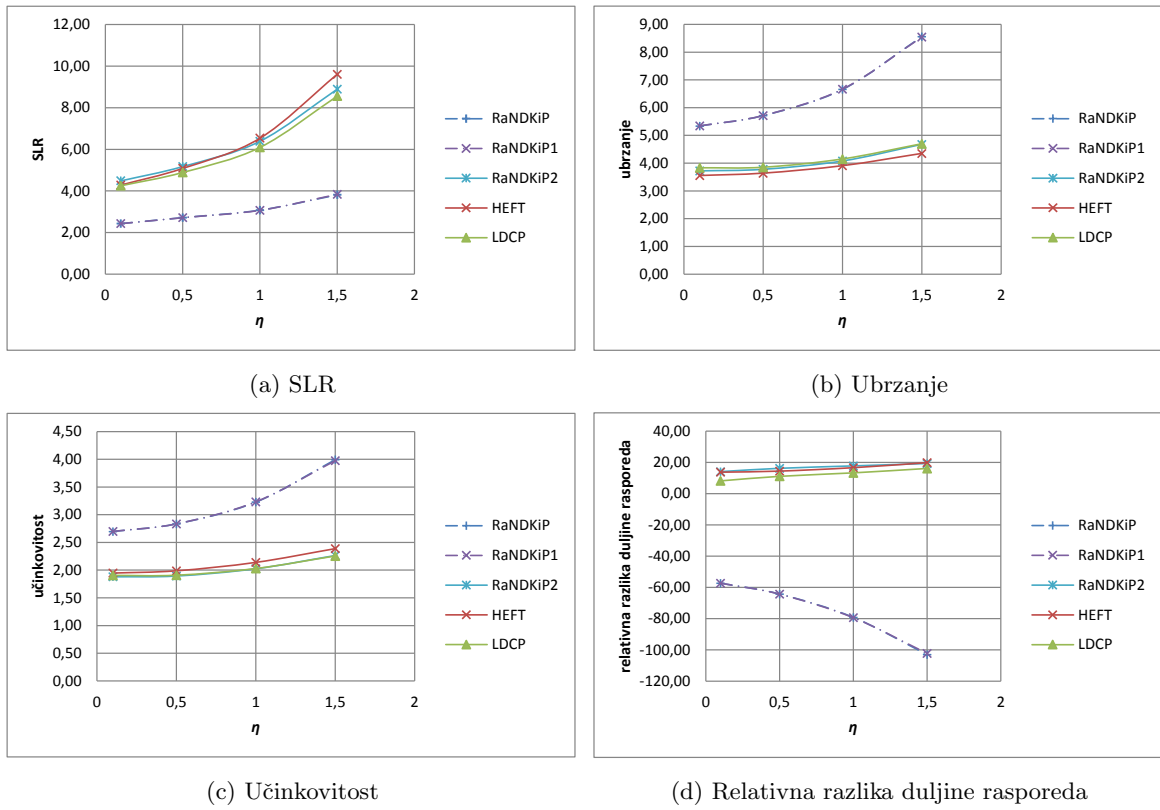 12,00
10,00
8,00
6,00
4,00
2,00
0,00
SLR
0 0,5 1 1,5 2
η
RaNDKiP
RaNDKiP1
RaNDKiP2
HEFT
LDCP
(a) SLR
9,00
8,00
7,00
6,00
5,00
4,00
3,00
2,00
1,00
0,00
ubrzanje
0 0,5 1 1,5 2
η
RaNDKiP
RaNDKiP1
RaNDKiP2
HEFT
LDCP
(b) Ubrzanje
4,50
4,00
3,50
3,00
2,50
2,00
1,50
1,00
0,50
0,00
učinkovitost
0 0,5 1 1,5 2
η
RaNDKiP
RaNDKiP1
RaNDKiP2
HEFT
LDCP
(c) Učinkovitost
40,00
20,00
0,00
-20,00
-40,00
-60,00
-80,00
-100,00
-120,00
relativna razlika duljine rasporeda
0 0,5 1 1,5 2
η
RaNDKiP
RaNDKiP1
RaNDKiP2
HEFT
LDCP
(d) Relativna razlika duljine rasporeda